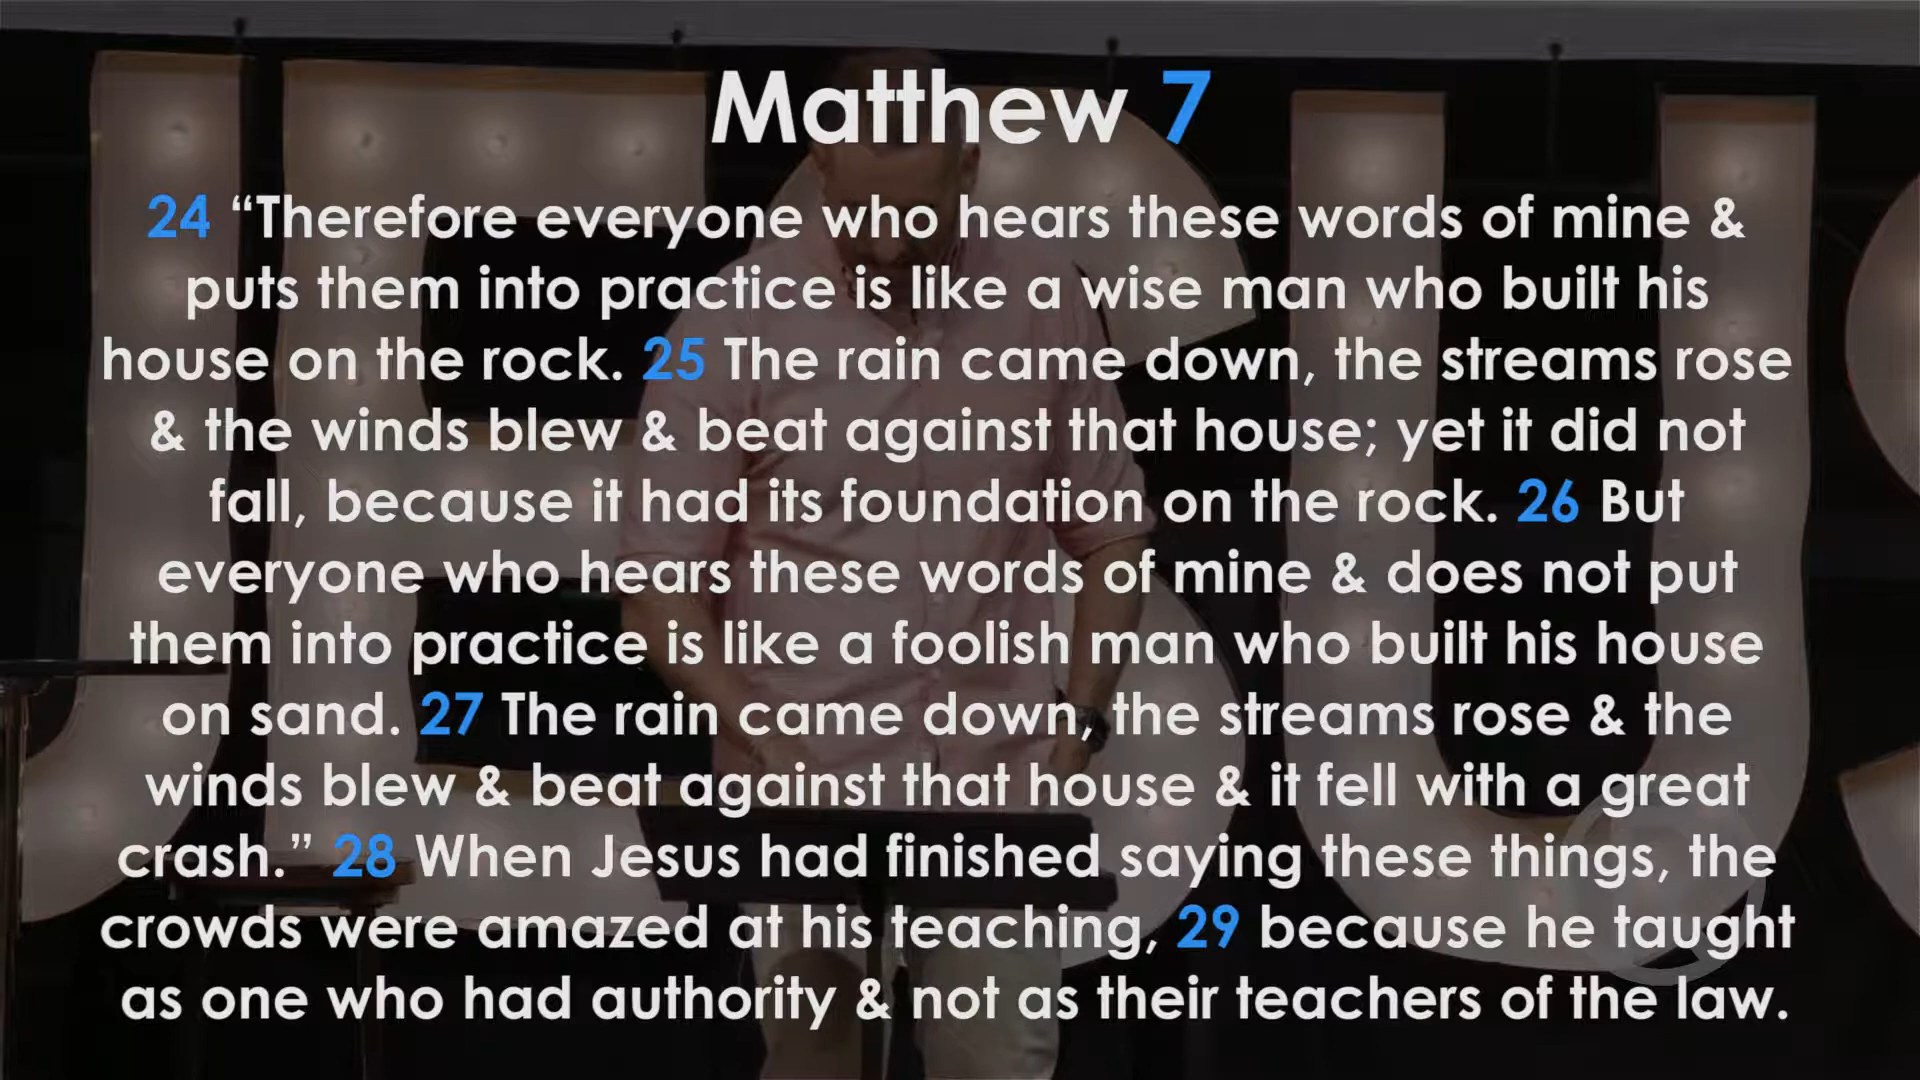 Matthew 7
24 “Therefore everyone who hears these words of mine &
puts them into practice is like a wise man who built his
house on the rock. 25 The rain came down, the streams rose
& the winds blew & beat against that house; yet it did not
fall, because it had its foundation on the rock. 26 But
everyone who hears these words of mine & does not put
them into practice is like a foolish man who built his house
on sand. 27 The rain came down, the streams rose & the
winds blew & beat against that house & it fell with a great
crash.” 28 When Jesus had finished saying these things, the
crowds were amazed at his teaching, 29 because he taught
as one who had authority & not as their teachers of the law.
JESUS